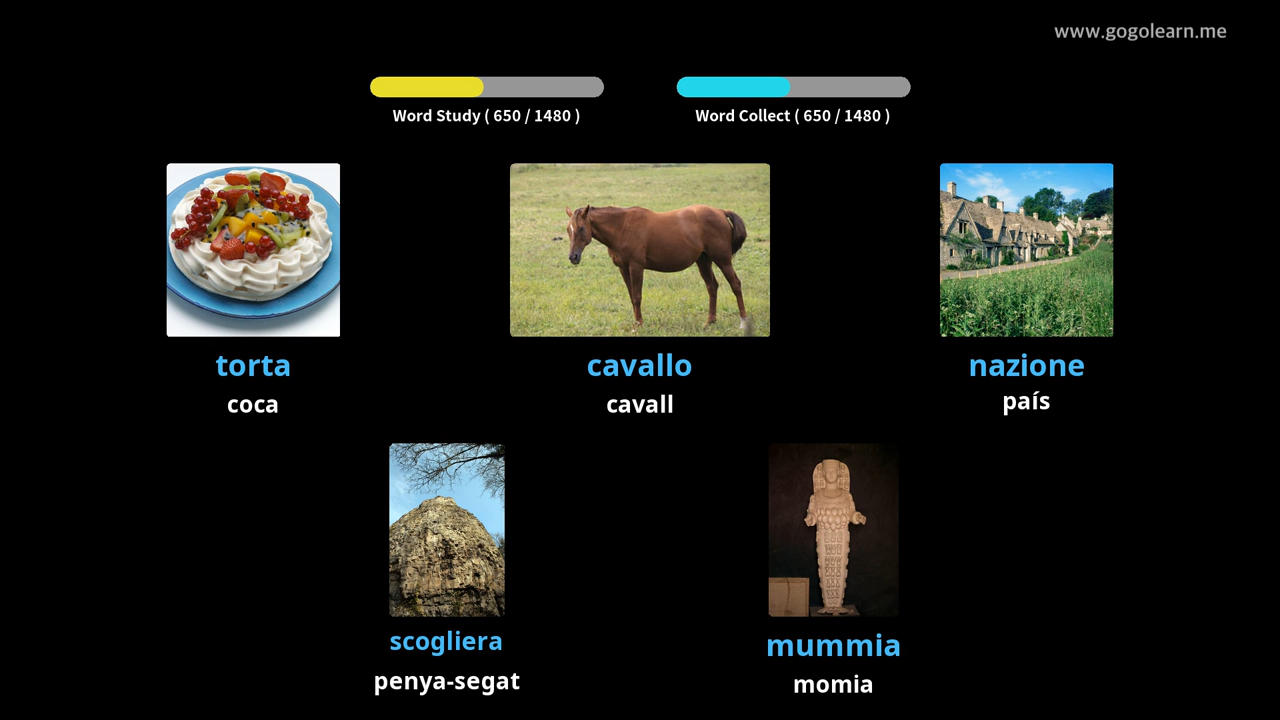 www.gogolearn.me
Word Study ( 650 / 1480 )
Word Collect ( 650 / 1480 )
torta
coca
cavallo
cavall
nazione
país
scogliera
penya-segat
mummia
momia